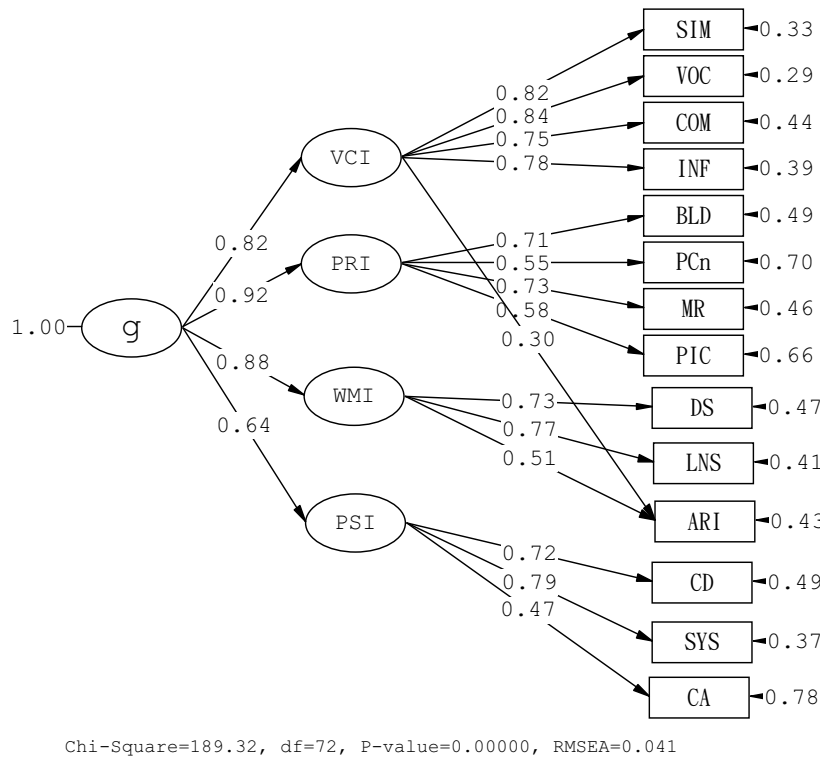 SIM 0.33
VOC 0.29
0.82
0.84
COM 0.44
0.75
VCI
0.78
INF 0.39
BLD 0.49
0.71
0.82
PRI
0.55
PCn 0.70
0.73
0.92
MR 0.46
0.58
1.00 g
0.30
PIC 0.66
0.88
WMI
0.73
DS 0.47
0.64
0.77
0.51
LNS 0.41
PSI
ARI 0.43
0.72
0.79
CD 0.49
0.47
SYS 0.37
CA 0.78
Chi-Square=189.32, df=72, P-value=0.00000, RMSEA=0.041